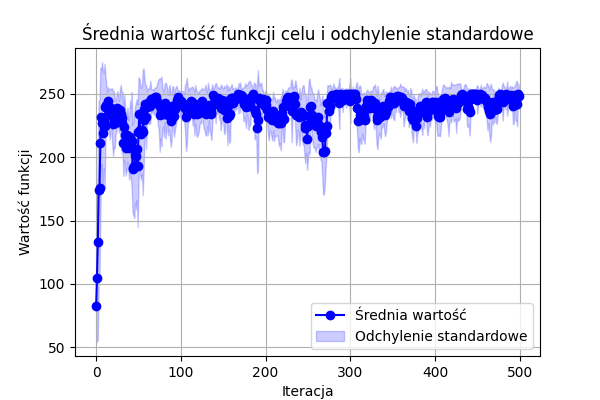 Średnia wartość funkcji celu i odchylenie standardowe
Wartość funkcji
250
200
150
100
50
0 100 200 300 400 500
Iteracja
Średnia wartość
Odchylenie standardowe